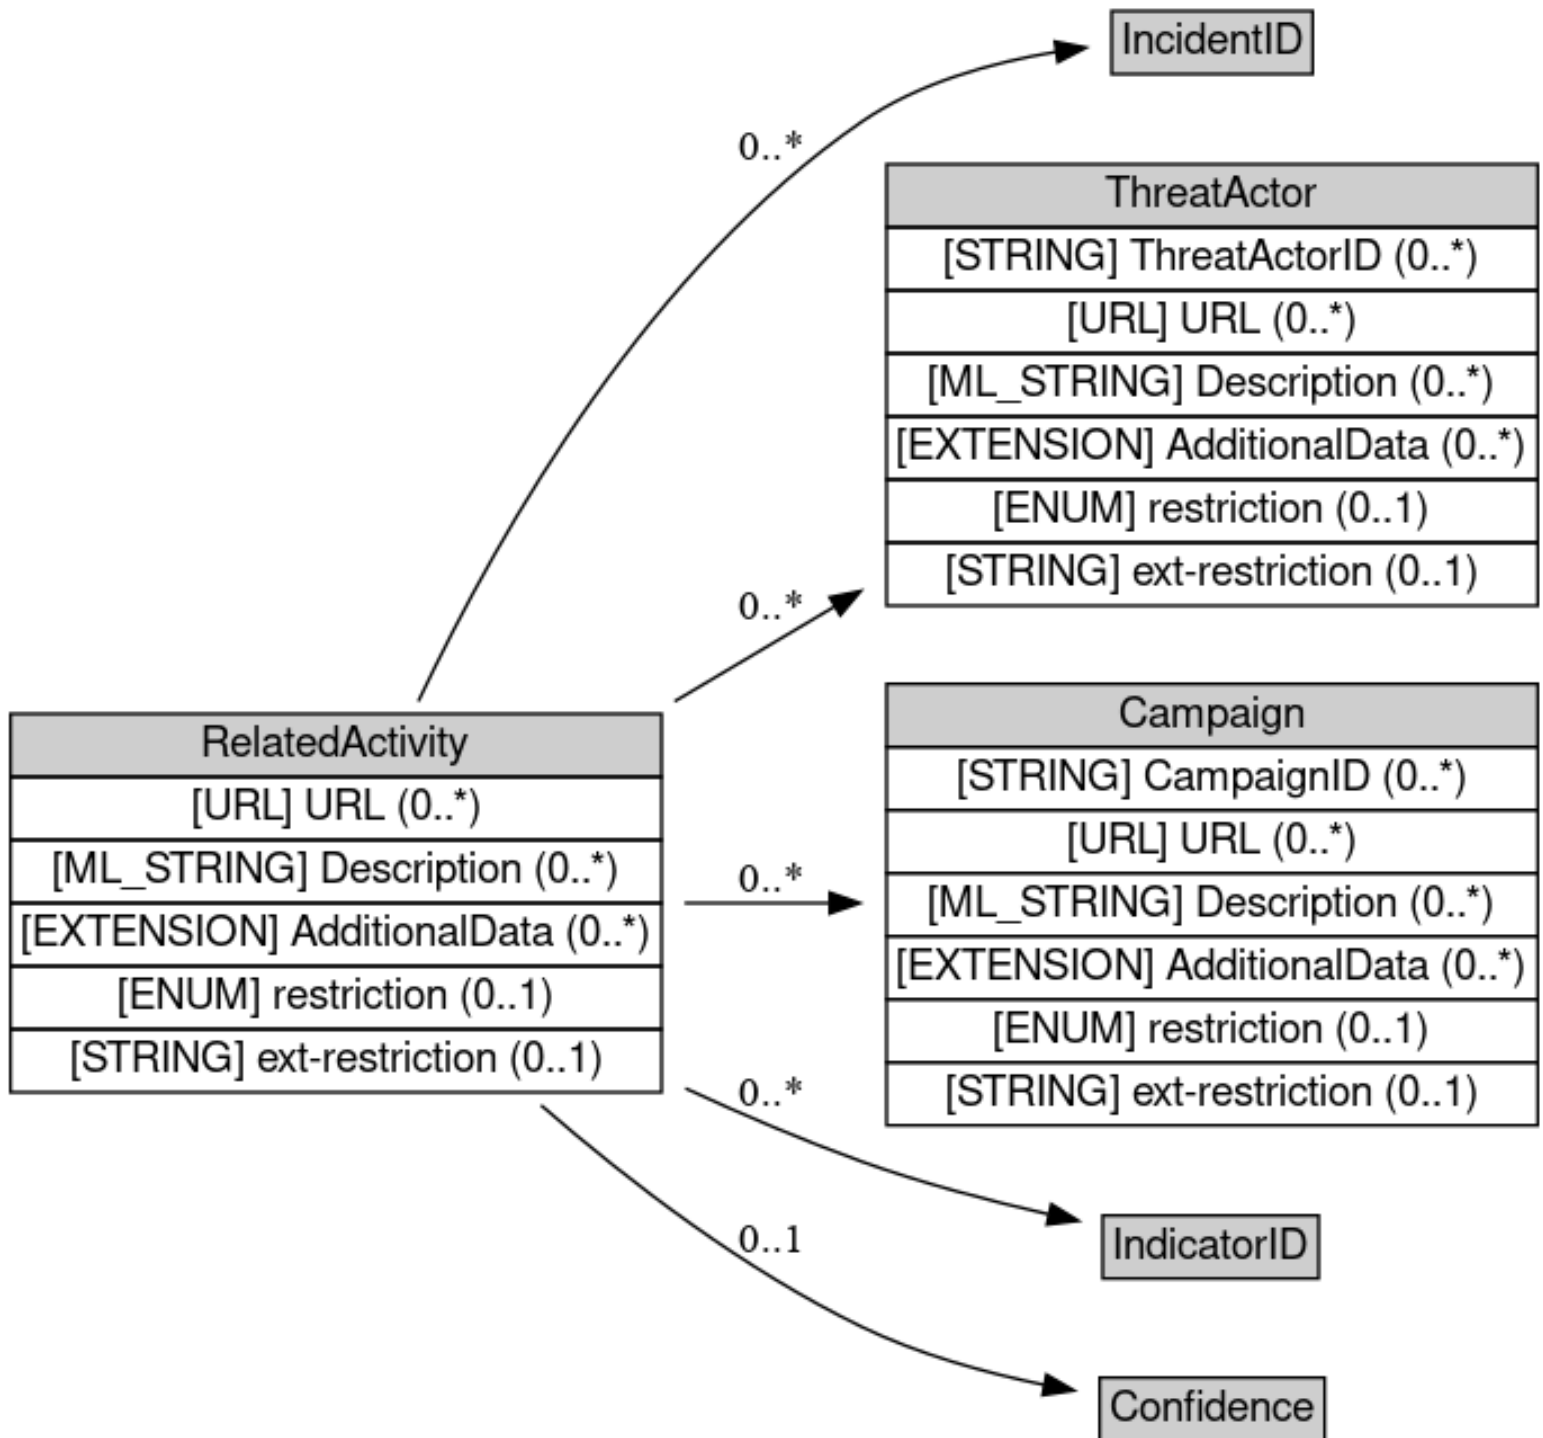 IncidentID
0..*
ThreatActor
[STRING] ThreatActorID (0..*)
[URL] URL (0..*)
[ML_STRING] Description (0..*)
[EXTENSION] AdditionalData (0..*)
[ENUM] restriction (0..1)
[STRING] ext-restriction (0..1)
0..*
RelatedActivity
[URL] URL (0..*)
[ML_STRING] Description (0..*)
[EXTENSION] AdditionalData (0..*)
[ENUM] restriction (0..1)
[STRING] ext-restriction (0..1)
0..*
Campaign
[STRING] CampaignID (0..*)
[URL] URL (0..*)
[ML_STRING] Description (0..*)
[EXTENSION] AdditionalData (0..*)
[ENUM] restriction (0..1)
[STRING] ext-restriction (0..1)
0..*
IndicatorID
0..1
Confidence